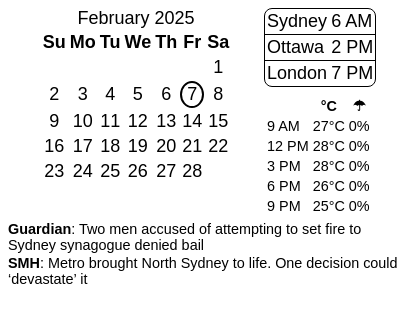 February 2025
Su Mo Tu We Th Fr Sa
1
2 3 4 5 6 7 8
9 10 11 12 13 14 15
16 17 18 19 20 21 22
23 24 25 26 27 28
Sydney 6 AM
Ottawa 2 PM
London 7 PM
°C ☂
9 AM 27°C 0%
12 PM 28°C 0%
3 PM 28°C 0%
6 PM 26°C 0%
9 PM 25°C 0%
Guardian: Two men accused of attempting to set fire to
Sydney synagogue denied bail
SMH: Metro brought North Sydney to life. One decision could
‘devastate’ it